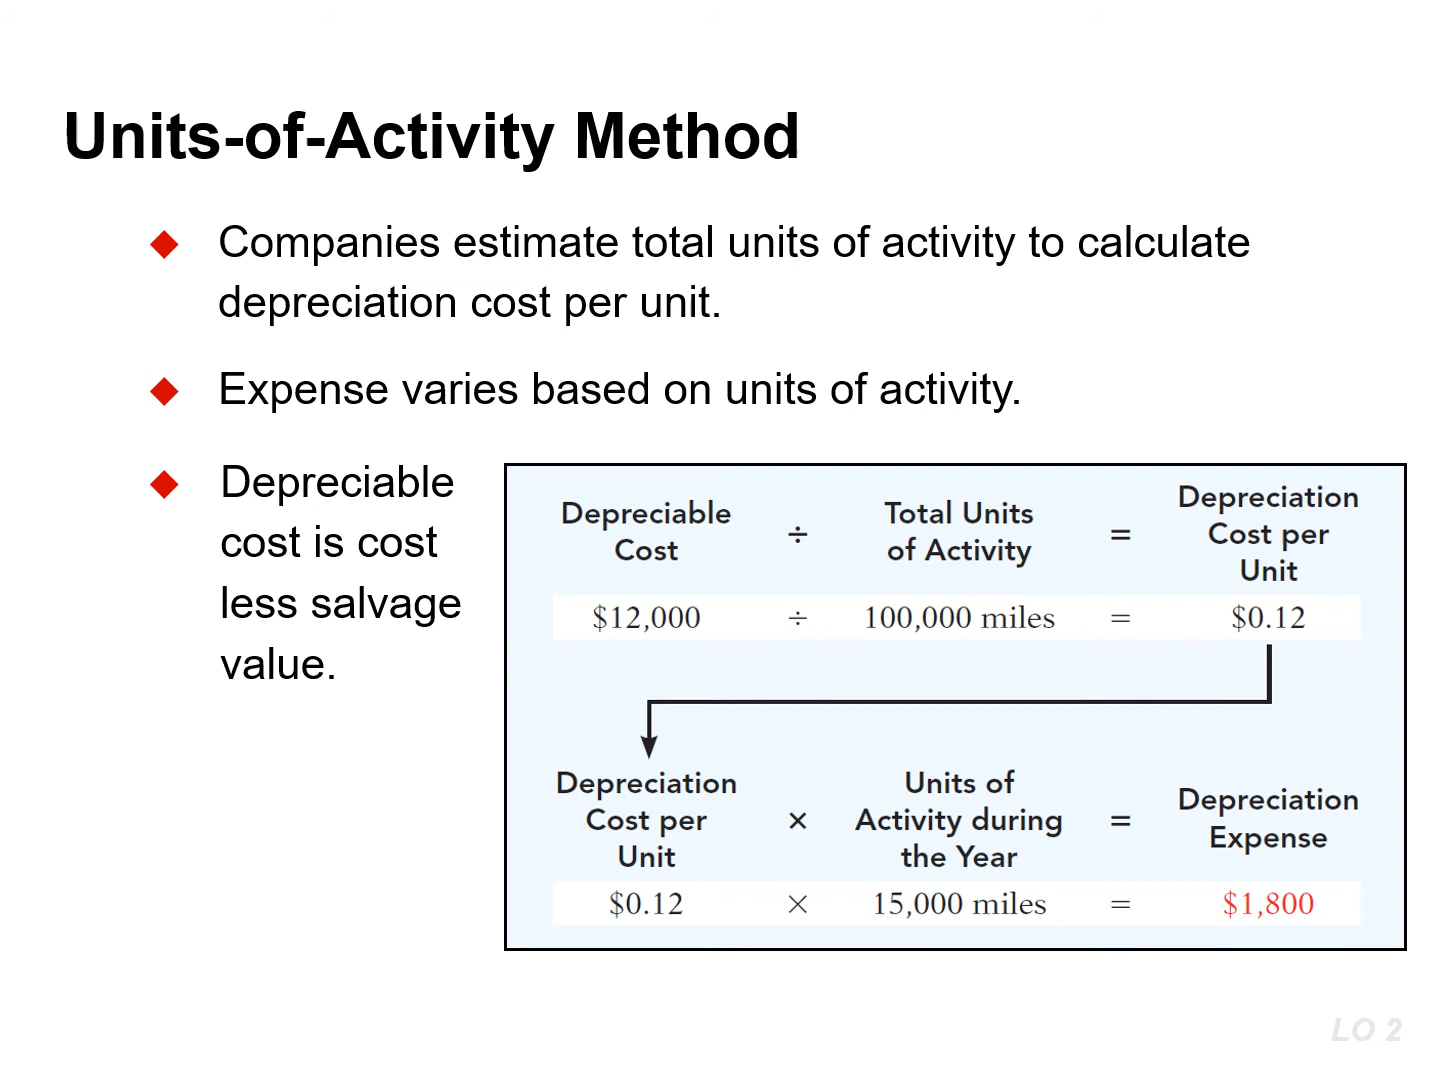 Units-of-Activity Method
Companies estimate total units of activity to calculate
depreciation cost per unit.
Expense varies based on units of activity.
Depreciable
cost is cost
less salvage
value.
Depreciable
Cost
÷
Total Units
of Activity
=
Depreciation
Cost per
Unit
$12,000 ÷ 100,000 miles = $0.12
Depreciation
Cost per
Unit
×
Units of
Activity during
the Year
=
Depreciation
Expense
$0.12 × 15,000 miles = $1,800
LO 2